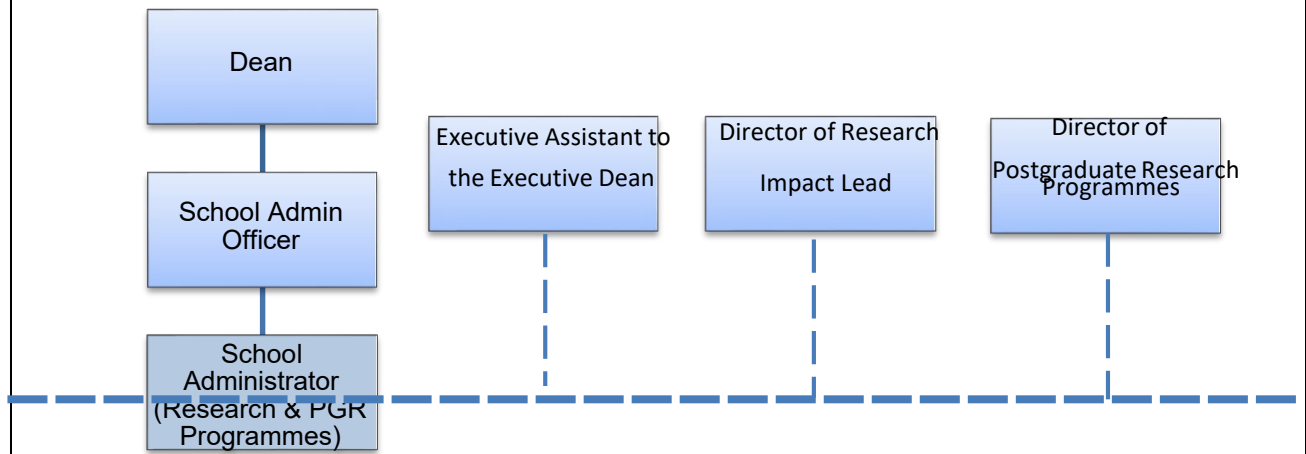 Dean
School Admin
Officer
School
Administrator
(Research & PGR
Programmes)
Executive Assistant to
the Executive Dean
Director of Research
Impact Lead
Director of
Postgraduate Research
Programmes